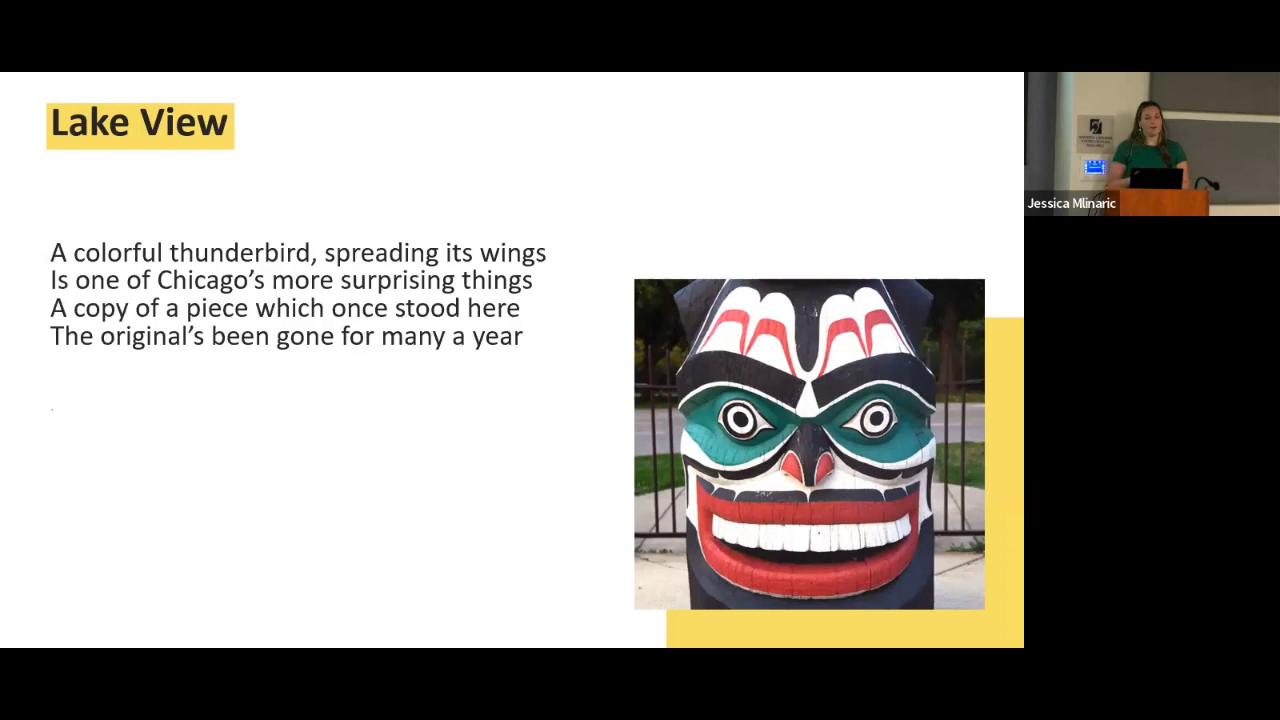 Lake View
A colorful thunderbird, spreading its wings
Is one of Chicago’s more surprising things
A copy of a piece which once stood here
The original’s been gone for many a year
.
Jessica Mlinaric